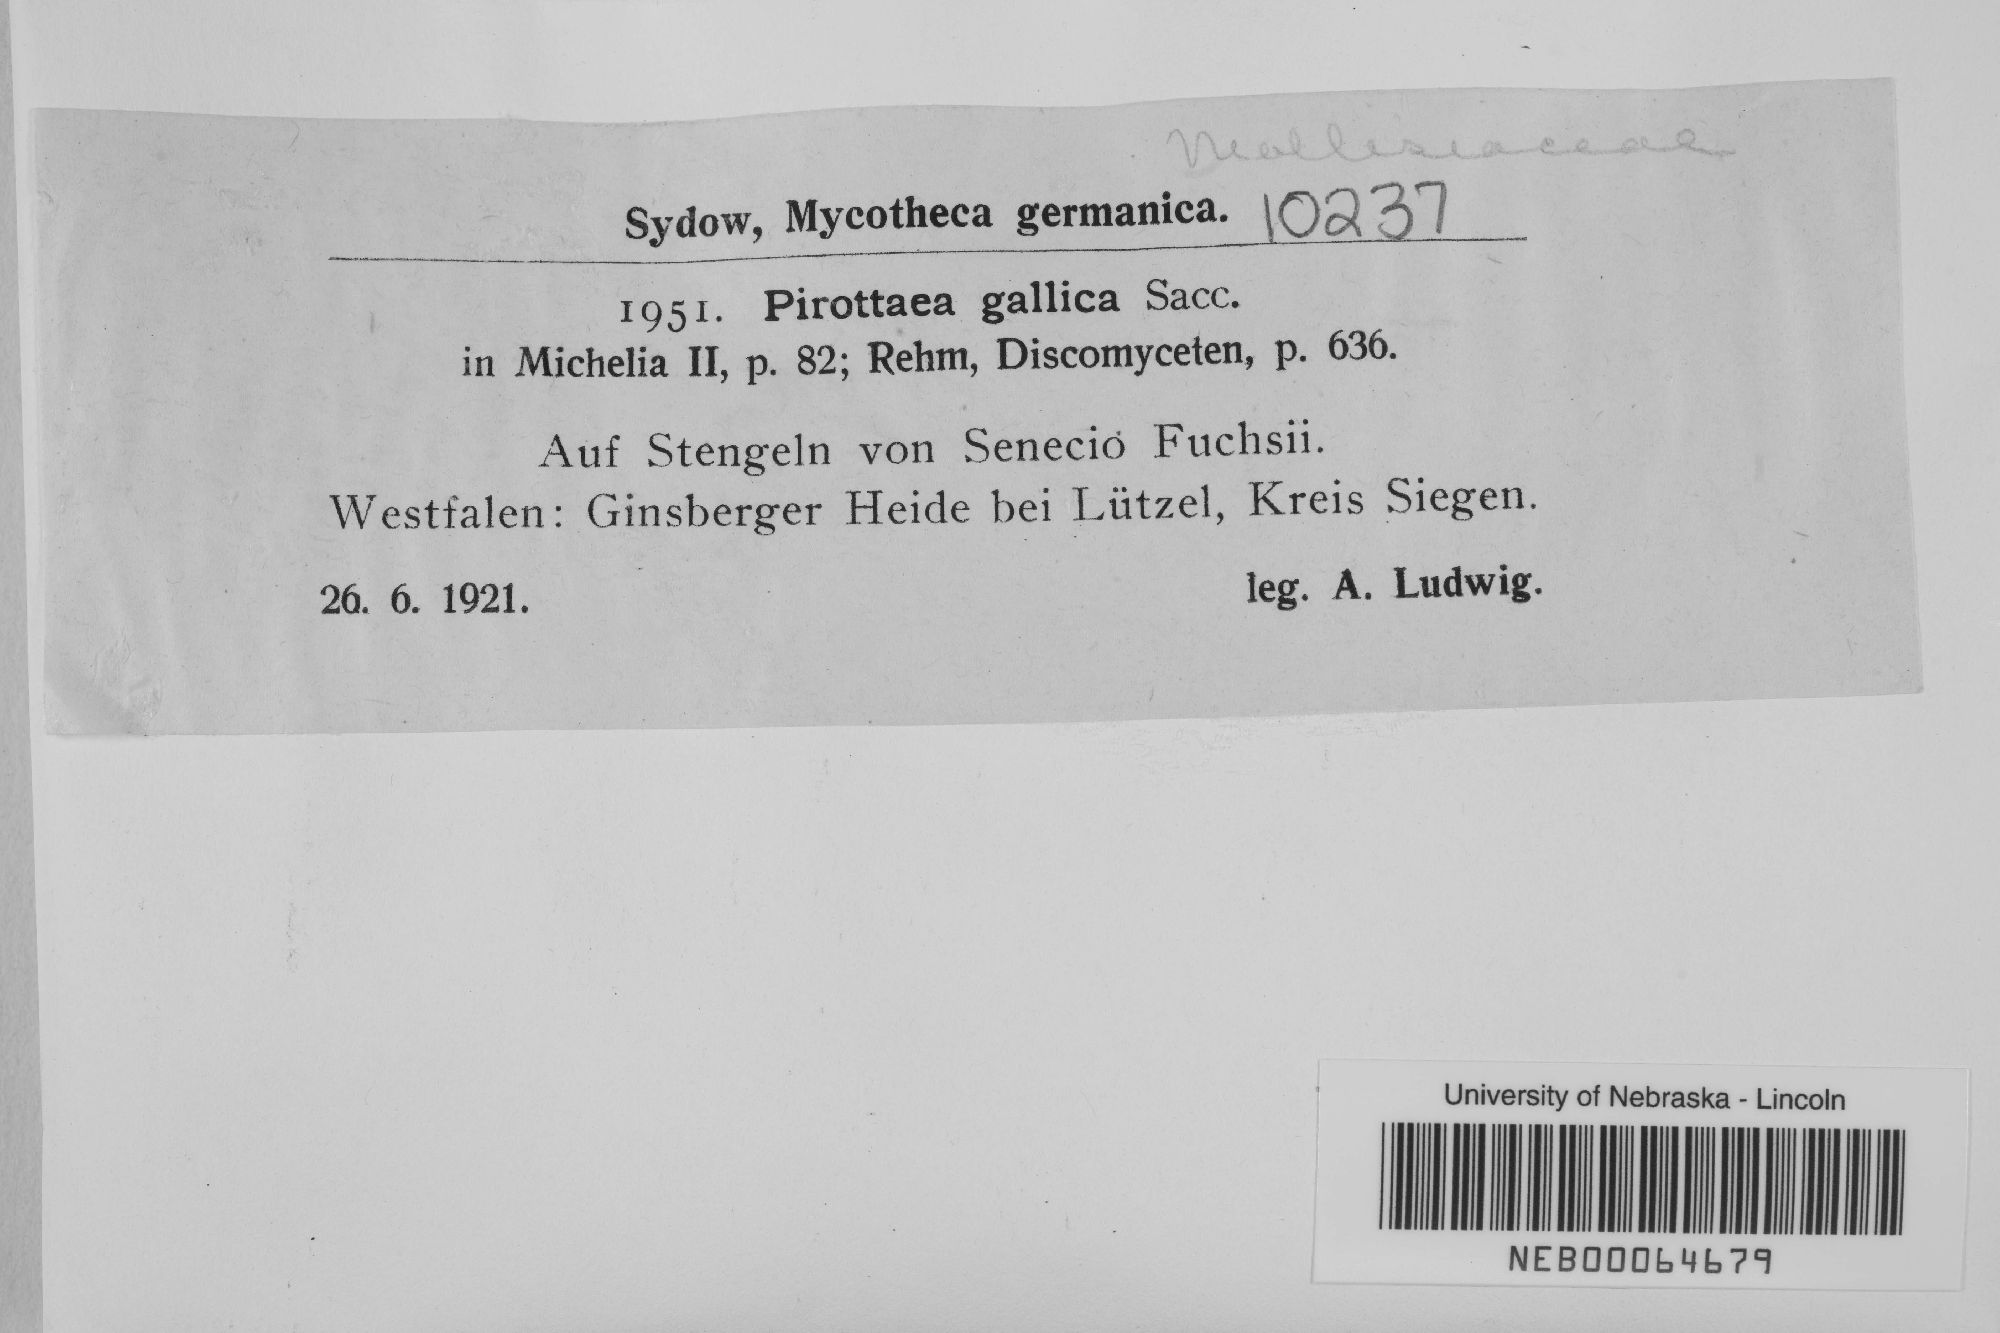 Mollisiaceae
Sydow, Mycotheca germanica. 10237
1951. Pirottaea gallica Sacc.
in Michelia II, p. 82; Rehm, Discomyceten, p. 636.
Auf Stengeln von Senecio Fuchsii.
Westfalen: Ginsberger Heide bei Lützel, Kreis Siegen.
26. 6. 1921. leg. A. Ludwig.
University of Nebraska - Lincoln
NEB00064679